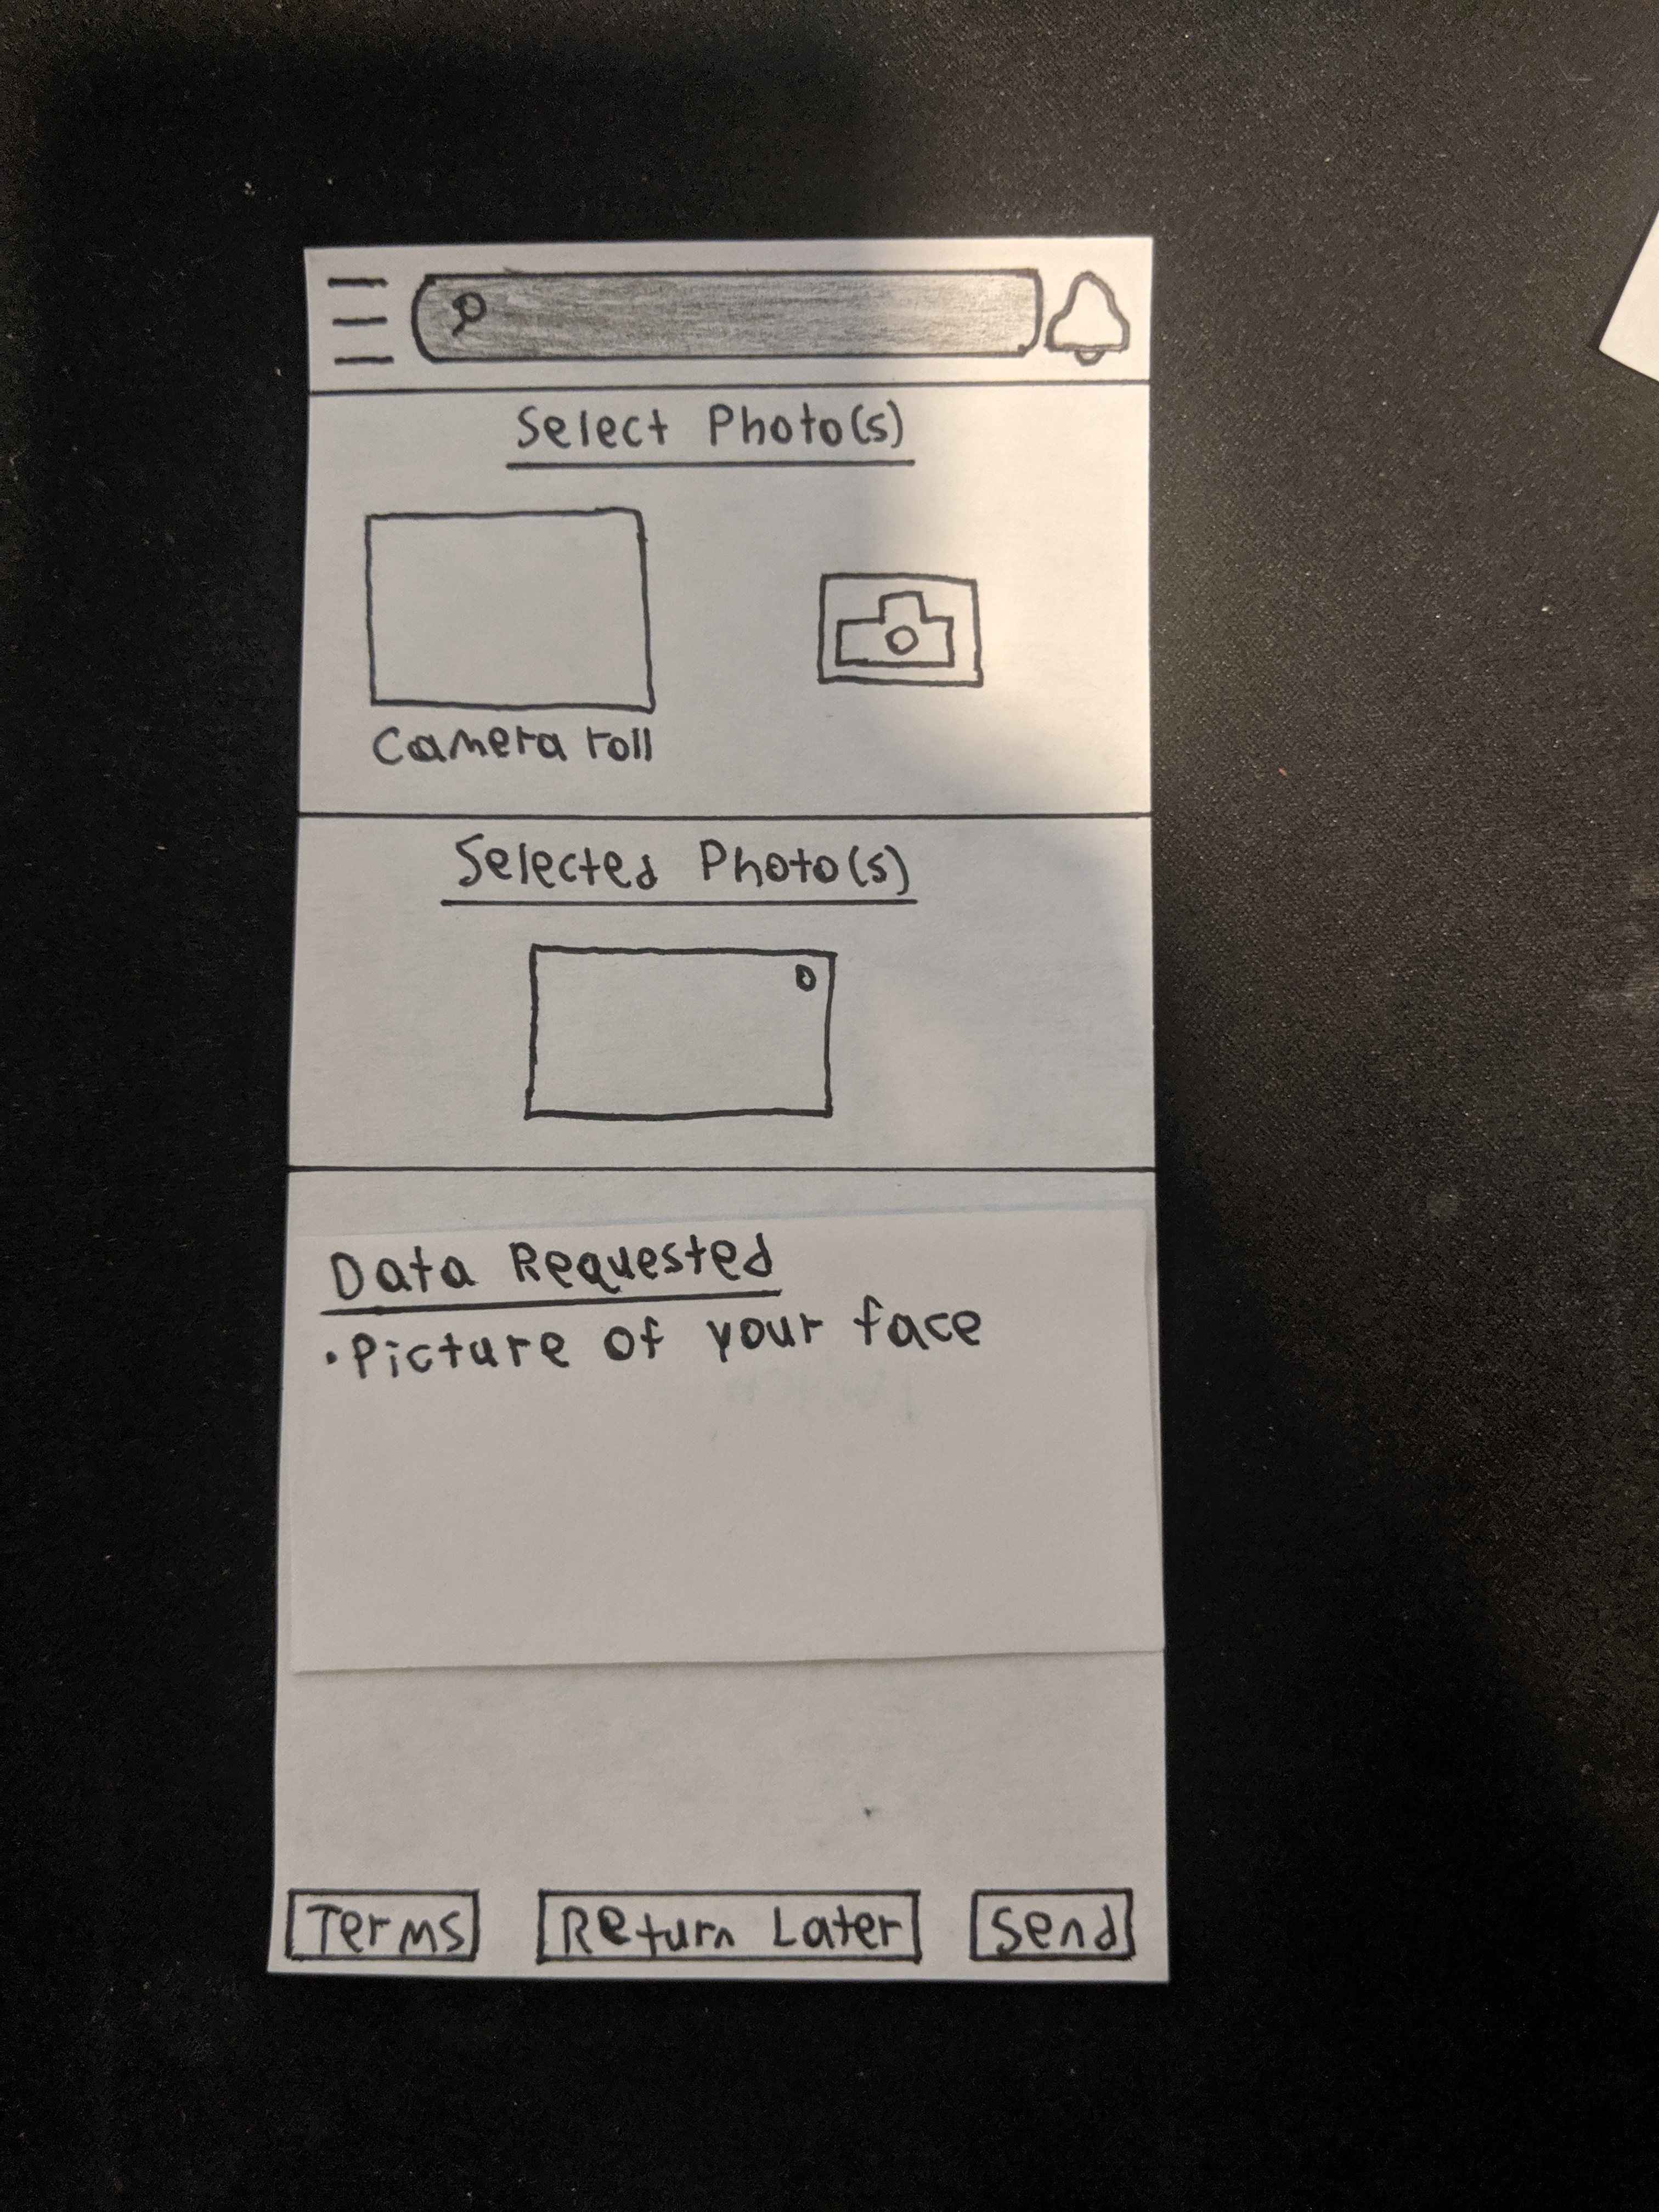 Select Photo(s)
Camera roll
Selected Photo(s)
Data Requested
• Picture of your face
Terms
Return Later
Send